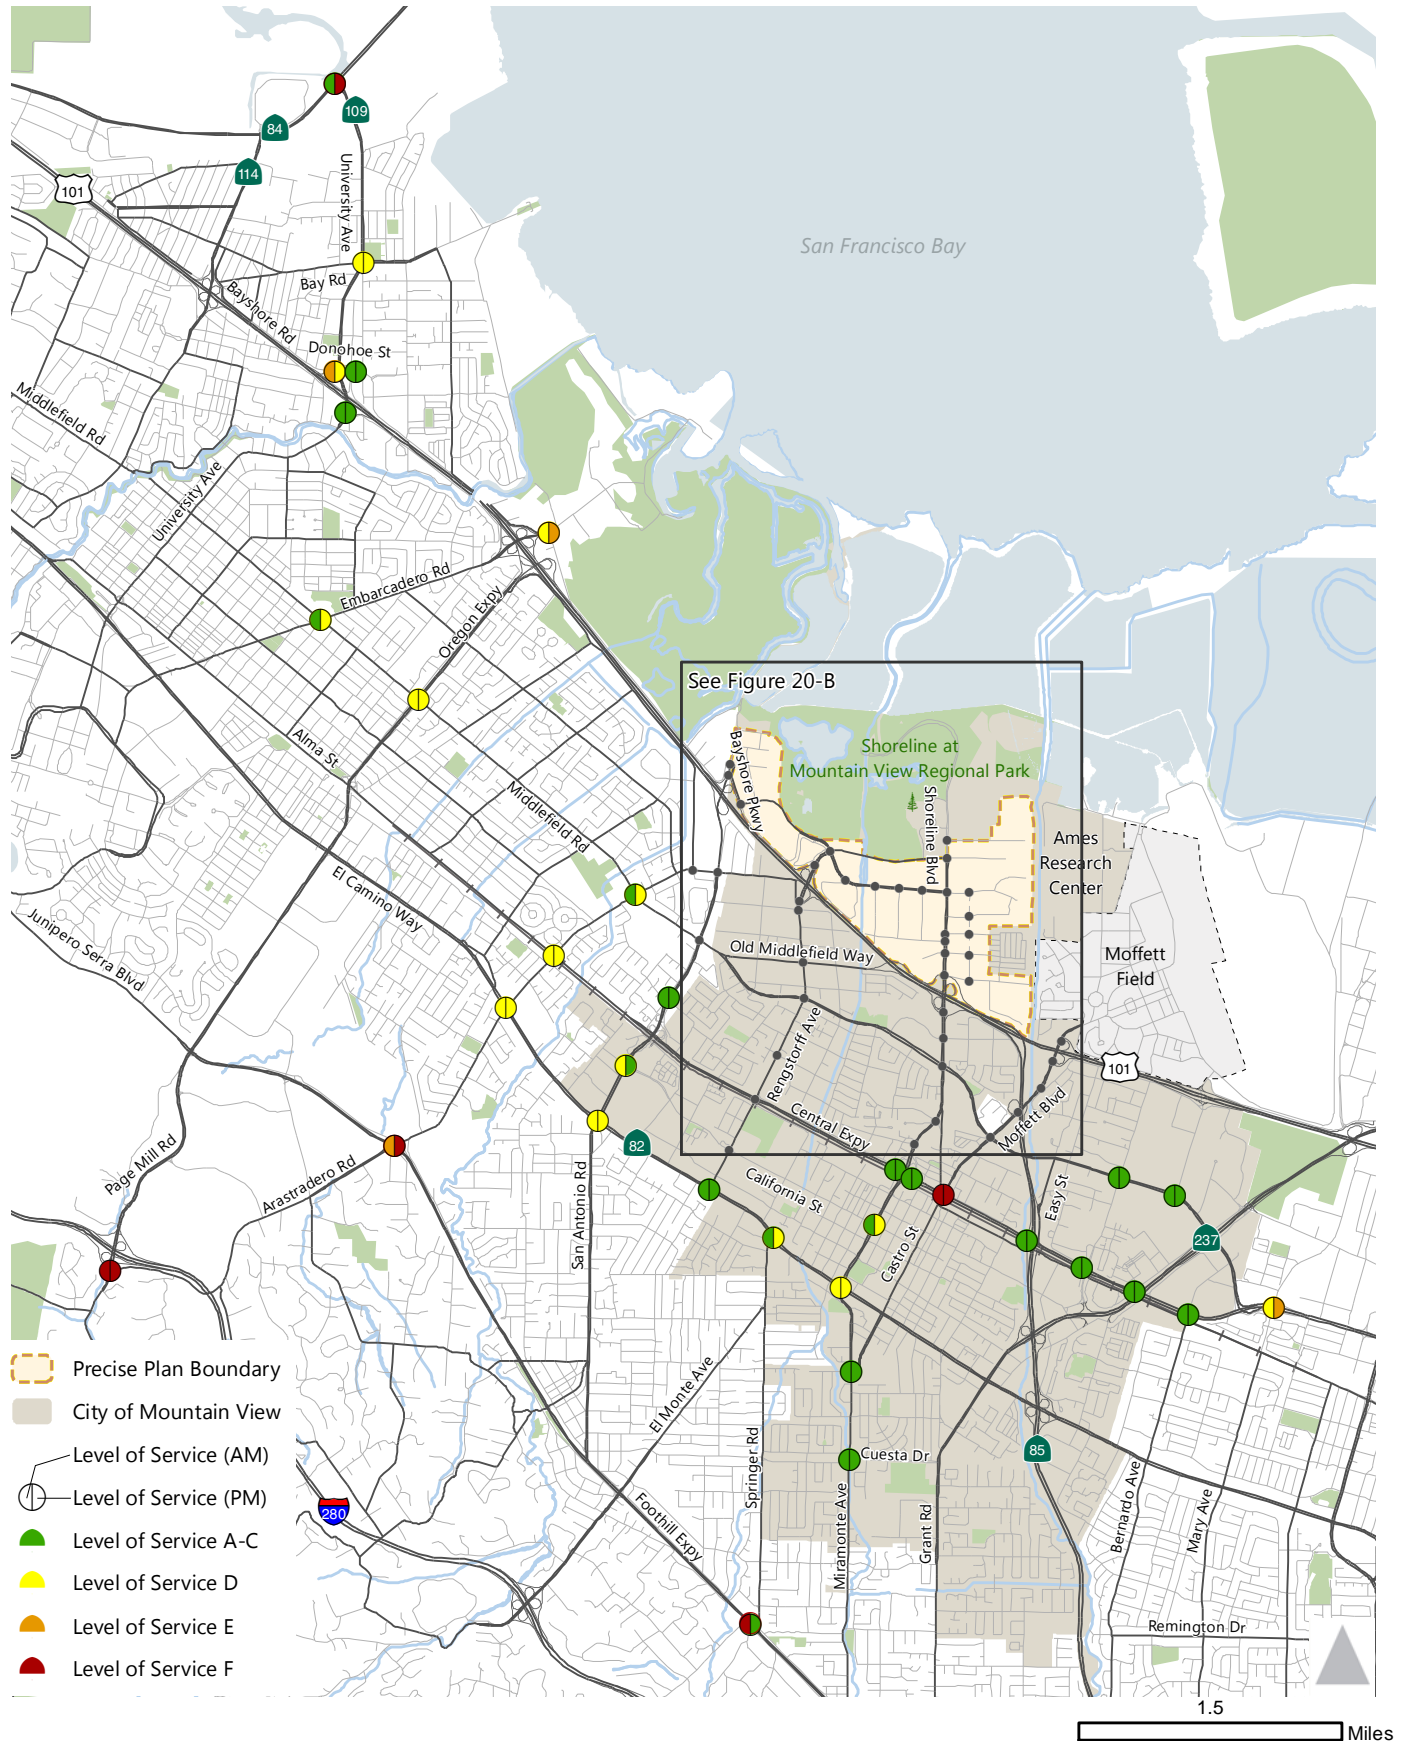 109
84
114
101
University Ave
San Francisco Bay
Bay Rd
Bayshore Rd
Donohoe St
Middlefield Rd
University Ave
Embarcadero Rd
Oregon Expy
See Figure 20-B
Alma St
Bayshore Pkwy
Shoreline at
Mountain View Regional Park
Shoreline Blvd
Middlefield Rd
Ames
Research
Center
El Camino Way
Junipero Serra Blvd
Old Middlefield Way
Moffett
Field
Rengstorff Ave
101
Central Expy
Moffett Blvd
82
Page Mill Rd
Arastradero Rd
San Antonio Rd
California St
Easy St
Castro St
237
Precise Plan Boundary
City of Mountain View
Level of Service (AM)
Level of Service (PM)
Level of Service A-C
Level of Service D
Level of Service E
Level of Service F
El Monte Ave
Springer Rd
Cuesta Dr
85
280
Foothill Expy
Miramonte Ave
Grant Rd
Bernardo Ave
Mary Ave
Remington Dr
1.5
Miles